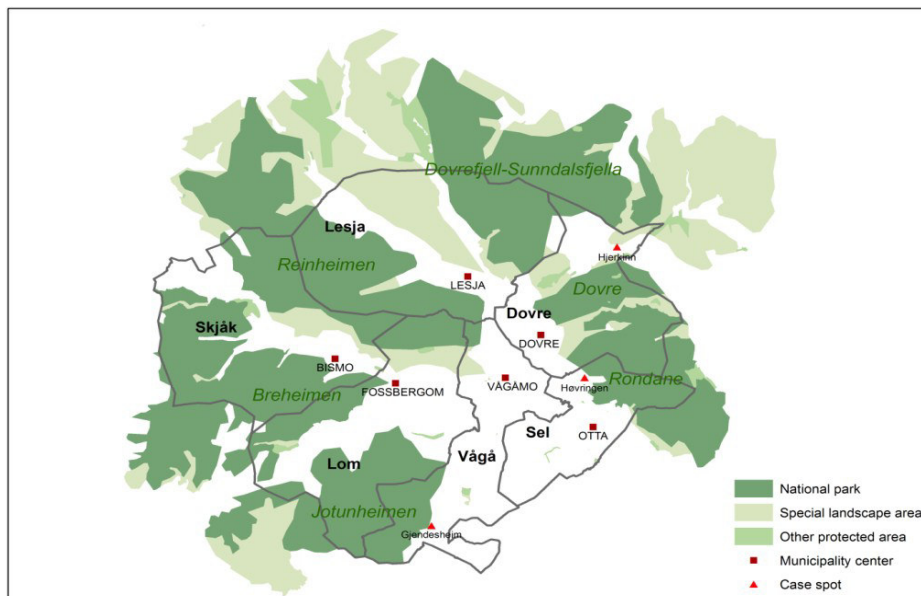 Dovrefjell-Sunndalsfjella
Lesja
Hjerkinn
Reinheimen
LESJA
Dovre
Dovre
Skjåk
DOVRE
BISMO
VÅGÅMO
Høvringen
Rondane
Breheimen
FOSSBERGOM
Sel
OTTA
Vågå
Lom
Jotunheimen
Gjendesheim
National park
Special landscape area
Other protected area
Municipality center
Case spot